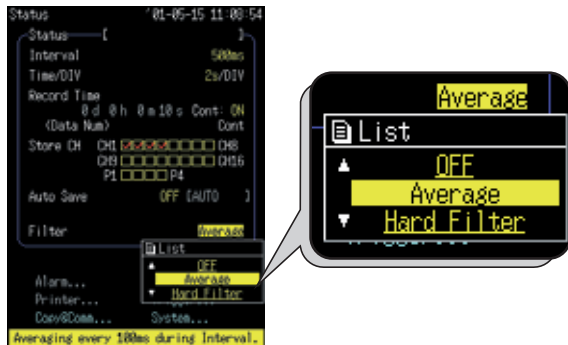 Status '01-05-15 11:08:54
Status [ ]
Interval 500ms
Time/DIV 2s/DIV
Record Time
0 d 0 h 0 m 10 s Cont: ON
(Data Num) Cont
Store CH CH1 CH8
CH9 CH16
P1 P4
Auto Save OFF [AUTO ]
Filter Average
List
OFF
Average
Hard Filter
Alarm...
Printer...
Copy&Comm... System...
Averaging every 100ms during Interval.
Average
List
OFF
Average
Hard Filter